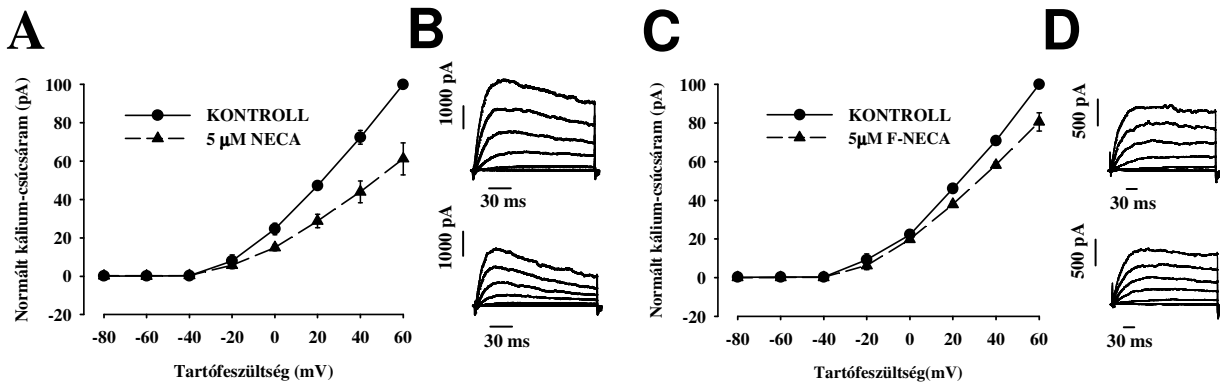 A
B
C
D
Normált kálium-csúcsáram (pA)
100
80
60
40
20
0
-20
KONTROLL
5 μM NECA
-80 -60 -40 -20 0 20 40 60
Tartófeszültség (mV)
1000 pA
30 ms
1000 pA
30 ms
Normált kálium-csúcsáram (pA)
100
80
60
40
20
0
-20
KONTROLL
5μM F-NECA
-80 -60 -40 -20 0 20 40 60
Tartófeszültség(mV)
500 pA
30 ms
500 pA
30 ms